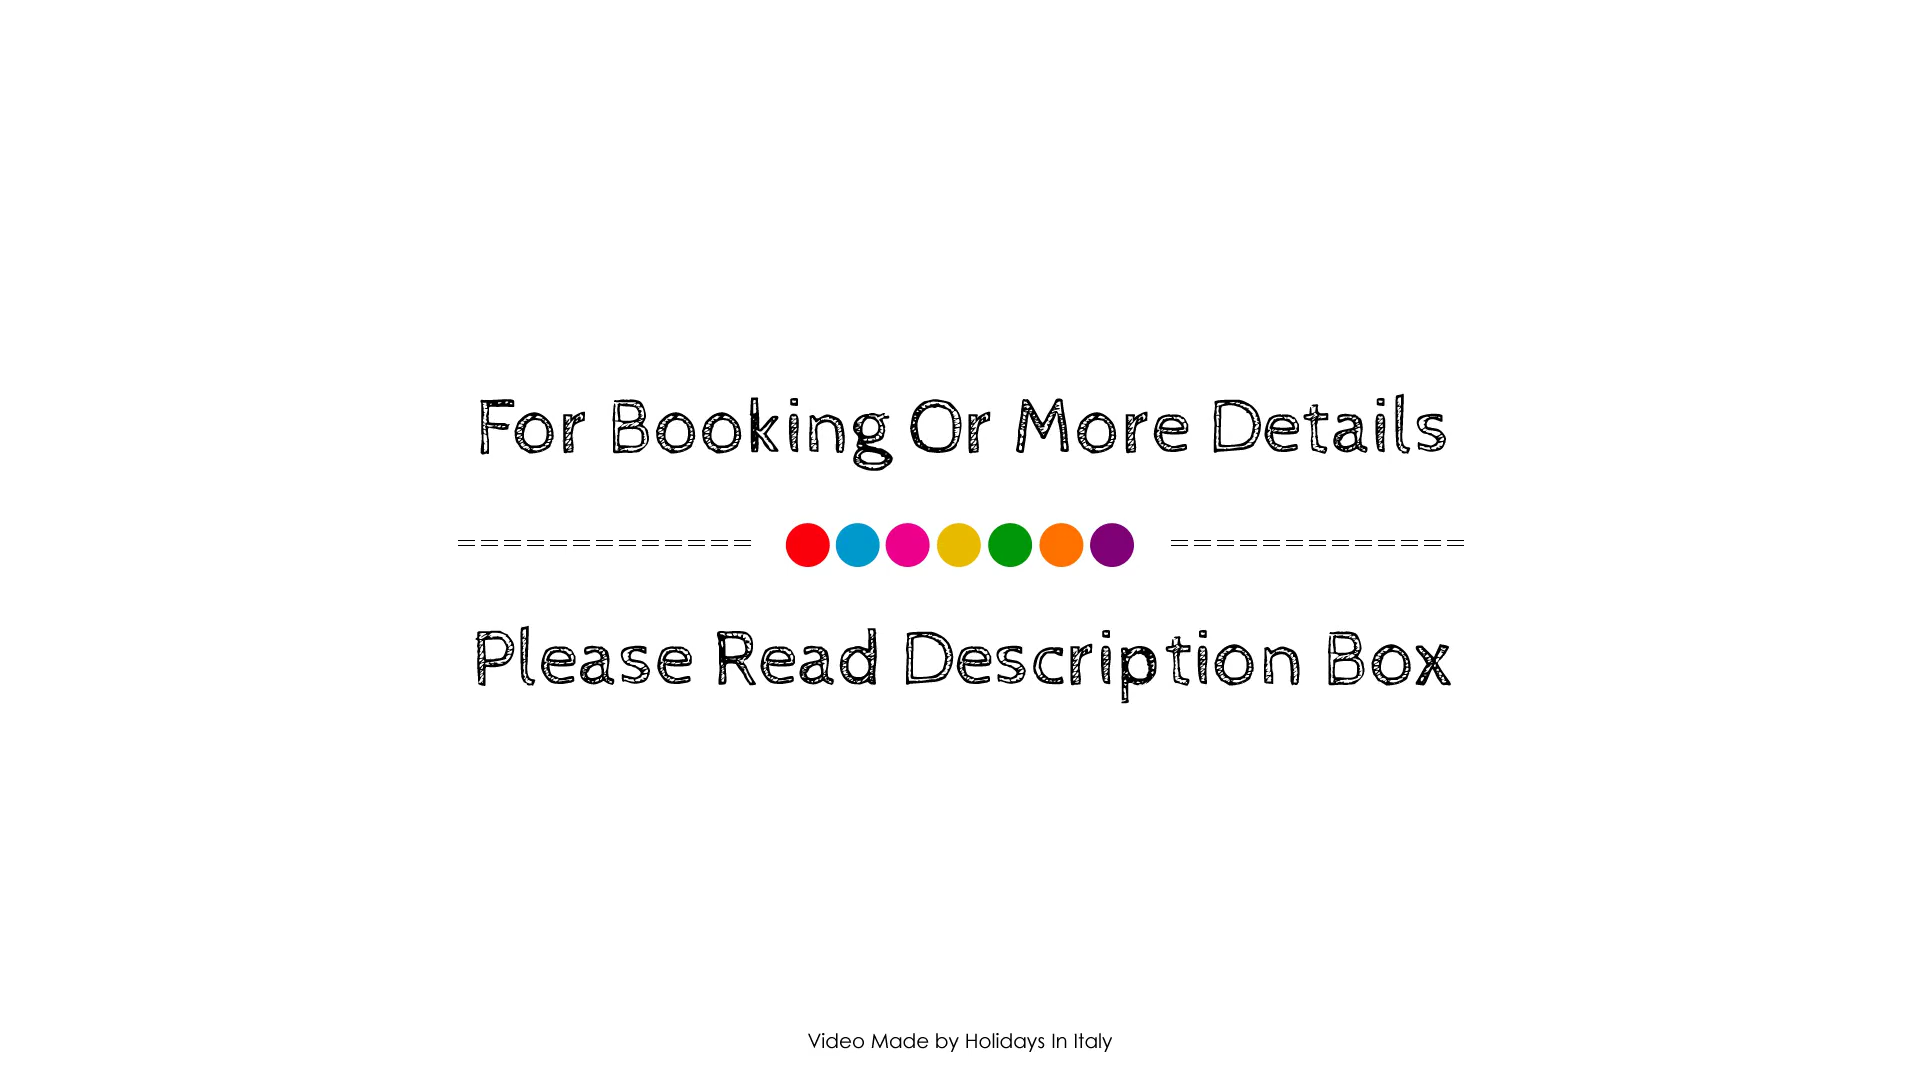 For Booking Or More Details
============= =============
Please Read Description Box
Video Made by Holidays In Italy